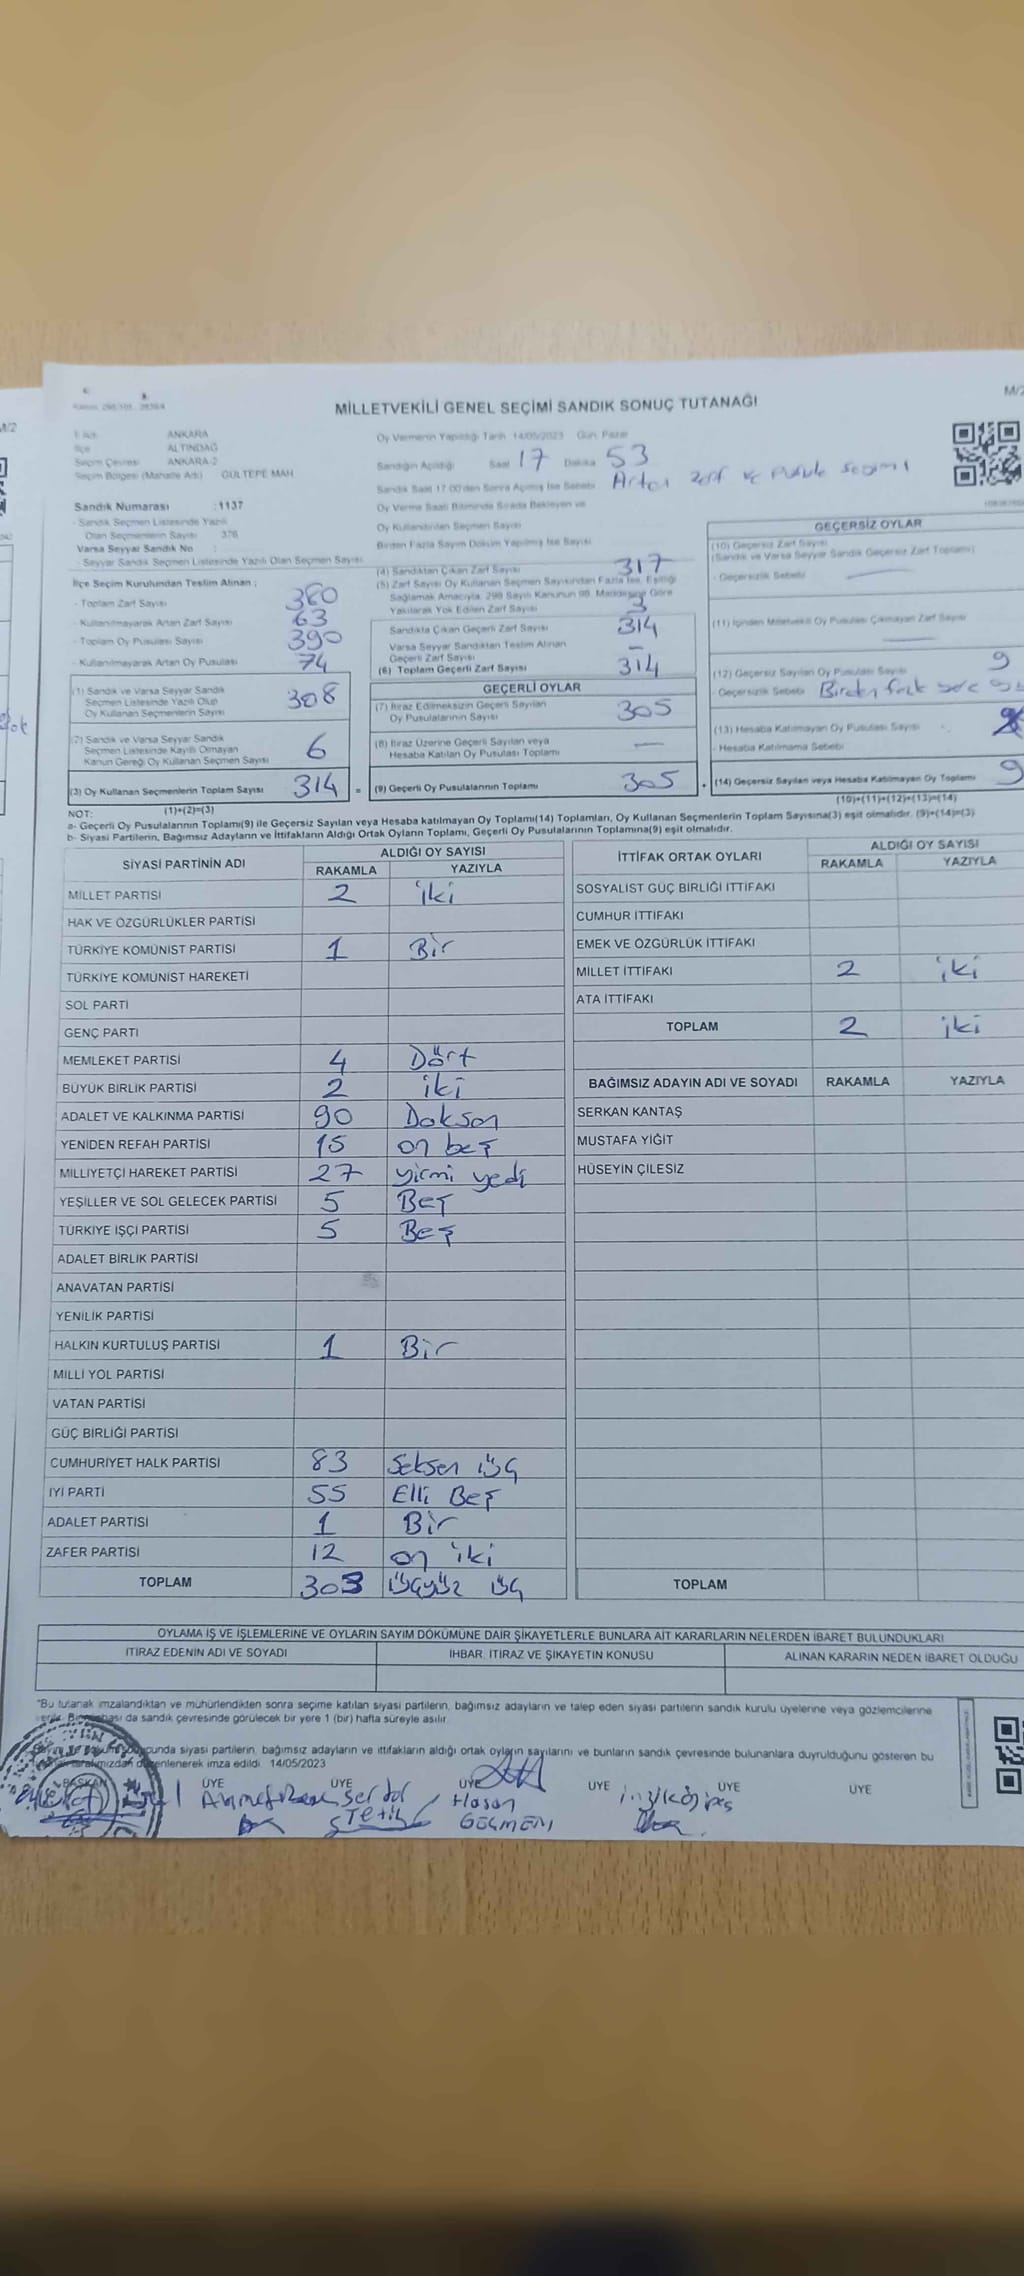 M/2
MİLLETVEKİLİ GENEL SEÇİMİ SANDIK SONUÇ TUTANAĞI
ANKARA
İlçe ALTINDAĞ
Seçim Çevresi ANKARA-2
Seçim Bölgesi (Mahalle Adı) GÜLTEPE MAH
Sandık Numarası :1137
- Sandık Seçmen Listesinde Yazılı
Olan Seçmenlerin Sayısı 376
Varsa Seyyar Sandık No
- Seyyar Sandık Seçmen Listesinde Yazılı Olan Seçmen Sayısı
İlçe Seçim Kurulundan Teslim Alınan :
- Toplam Zarf Sayısı 380
- Kullanılmayarak Artan Zarf Sayısı 63
- Toplam Oy Pusulası Sayısı 390
- Kullanılmayarak Artan Oy Pusulası 74
(1) Sandık ve Varsa Seyyar Sandık
Seçmen Listesinde Yazılı Olup
Oy Kullanan Seçmenlerin Sayısı 308
(2) Sandık ve Varsa Seyyar Sandık
Seçmen Listesinde Kayıtlı Olmayan
Kanun Gereği Oy Kullanan Seçmen Sayısı 6
(3) Oy Kullanan Seçmenlerin Toplam Sayısı 314 =
(1)+(2)=(3)
Oy Vermenin Yapıldığı Tarih 14/05/2023 Gün Pazar
Sandığın Açıldığı Saat 17 Dakika 53
Sandık Saat 17.00'den Sonra Açılmış İse Sebebi Artan zarf ve pusula sayımı
Oy Verme Saati Bitiminde Sırada Bekleyen ve
Oy Kullandırılan Seçmen Sayısı
Birden Fazla Sayım Döküm Yapılmış İse Sayısı
(4) Sandıktan Çıkan Zarf Sayısı 317
(5) Zarf Sayısı Oy Kullanan Seçmen Sayısından Fazla İse, Eşitliği
Sağlamak Amacıyla, 298 Sayılı Kanunun 98. Maddesine Göre
Yakılarak Yok Edilen Zarf Sayısı 3
Sandıkta Çıkan Geçerli Zarf Sayısı 314
Varsa Seyyar Sandıktan Teslim Alınan
Geçerli Zarf Sayısı
(6) Toplam Geçerli Zarf Sayısı 314
GEÇERLİ OYLAR
(7) İtiraz Edilmeksizin Geçerli Sayılan
Oy Pusulalarının Sayısı 305
(8) İtiraz Üzerine Geçerli Sayılan veya
Hesaba Katılan Oy Pusulası Toplamı —
(9) Geçerli Oy Pusulalarının Toplamı 305 +
GEÇERSİZ OYLAR
(10) Geçersiz Zarf Sayısı
(Sandık ve Varsa Seyyar Sandık Geçersiz Zarf Toplamı)
- Geçersizlik Sebebi —
(11) İçinden Milletvekili Oy Pusulası Çıkmayan Zarf Sayısı —
(12) Geçersiz Sayılan Oy Pusulası Sayısı 9
- Geçersizlik Sebebi Birden
(13) Hesaba Katılmayan Oy Pusulası Sayısı
- Hesaba Katılmama Sebebi
(14) Geçersiz Sayılan veya Hesaba Katılmayan Oy Toplamı 9
(10)+(11)+(12)+(13)=(14)
NOT:
a- Geçerli Oy Pusulalarının Toplamı(9) ile Geçersiz Sayılan veya Hesaba katılmayan Oy Toplamı(14) Toplamları, Oy Kullanan Seçmenlerin Toplam Sayısına(3) eşit olmalıdır. (9)+(14)=(3)
b- Siyasi Partilerin, Bağımsız Adayların ve İttifakların Aldığı Ortak Oyların Toplamı, Geçerli Oy Pusulalarının Toplamına(9) eşit olmalıdır.
SİYASİ PARTİNİN ADI ALDIĞI OY SAYISI
RAKAMLA YAZIYLA
MİLLET PARTİSİ 2 iki
HAK VE ÖZGÜRLÜKLER PARTİSİ
TÜRKİYE KOMÜNİST PARTİSİ 1 Bir
TÜRKİYE KOMÜNİST HAREKETİ
SOL PARTİ
GENÇ PARTİ
MEMLEKET PARTİSİ 4 Dört
BÜYÜK BİRLİK PARTİSİ 2 iki
ADALET VE KALKINMA PARTİSİ 90 Doksan
YENİDEN REFAH PARTİSİ 15 on beş
MİLLİYETÇİ HAREKET PARTİSİ 27 yirmi yedi
YEŞİLLER VE SOL GELECEK PARTİSİ 5 Beş
TÜRKİYE İŞÇİ PARTİSİ 5 Beş
ADALET BİRLİK PARTİSİ
ANAVATAN PARTİSİ
YENİLİK PARTİSİ
HALKIN KURTULUŞ PARTİSİ 1 Bir
MİLLİ YOL PARTİSİ
VATAN PARTİSİ
GÜÇ BİRLİĞİ PARTİSİ
CUMHURİYET HALK PARTİSİ 83 Seksen üç
İYİ PARTİ 55 Elli Beş
ADALET PARTİSİ 1 Bir
ZAFER PARTİSİ 12 on iki
TOPLAM 303 üçyüz üç
İTTİFAK ORTAK OYLARI ALDIĞI OY SAYISI
RAKAMLA YAZIYLA
SOSYALİST GÜÇ BİRLİĞİ İTTİFAKI
CUMHUR İTTİFAKI
EMEK VE ÖZGÜRLÜK İTTİFAKI
MİLLET İTTİFAKI 2 iki
ATA İTTİFAKI
TOPLAM 2 iki
BAĞIMSIZ ADAYIN ADI VE SOYADI RAKAMLA YAZIYLA
SERKAN KANTAŞ
MUSTAFA YİĞİT
HÜSEYİN ÇİLESİZ
TOPLAM
OYLAMA İŞ VE İŞLEMLERİNE VE OYLARIN SAYIM DÖKÜMÜNE DAİR ŞİKAYETLERLE BUNLARA AİT KARARLARIN NELERDEN İBARET BULUNDUKLARI
İTİRAZ EDENİN ADI VE SOYADI İHBAR, İTİRAZ VE ŞİKAYETİN KONUSU ALINAN KARARIN NEDEN İBARET OLDUĞU
"Bu tutanak imzalandıktan ve mühürlendikten sonra seçime katılan siyasi partilerin, bağımsız adayların ve talep eden siyasi partilerin sandık kurulu üyelerine veya gözlemcilerine
da sandık çevresinde görülecek bir yere 1 (bir) hafta süreyle asılır.
siyasi partilerin, bağımsız adayların ve ittifakların aldığı ortak oyların sayılarını ve bunların sandık çevresinde bulunanlara duyurulduğunu gösteren bu
tarafımızdan düzenlenerek imza edildi. 14/05/2023
BAŞKAN ÜYE ÜYE ÜYE ÜYE ÜYE ÜYE
Serdar Hasan
GEÇMEN